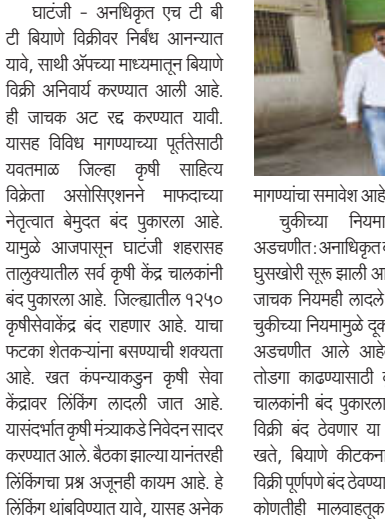 घाटंजी - अनधिकृत एच टी बी
टी बियाणे विक्रीवर निर्बंध आनन्यात
यावे, साथी ॲपच्या माध्यमातून बियाणे
विक्री अनिवार्य करण्यात आली आहे.
ही जाचक अट रद्द करण्यात यावी.
यासह विविध मागण्याच्या पूर्ततेसाठी
यवतमाळ जिल्हा कृषी साहित्य
विक्रेता असोसिएशनने माफदाच्या
नेतृत्वात बेमुदत बंद पुकारला आहे.
यामुळे आजपासून घाटंजी शहरासह
तालुक्यातील सर्व कृषी केंद्र चालकांनी
बंद पुकारला आहे. जिल्ह्यातील १२५०
कृषीसेवाकेंद्र बंद राहणार आहे. याचा
फटका शेतकऱ्यांना बसण्याची शक्यता
आहे. खत कंपन्याकडुन कृषी सेवा
केंद्रावर लिंकिंग लादली जात आहे.
यासंदर्भात कृषी मंत्र्याकडे निवेदन सादर
करण्यात आले. बैठका झाल्या यानंतरही
लिंकिंगचा प्रश्न अजूनही कायम आहे. हे
लिंकिंग थांबविण्यात यावे, यासह अनेक
मागण्यांचा समावेश आहे
चुकीच्या नियमा
अडचणीत : अनाधिकृत
घुसखोरी सुरू झाली आ
जाचक नियमही लादले
चुकीच्या नियमामुळे दूक
अडचणीत आले आहे
तोडगा काढण्यासाठी
चालकांनी बंद पुकारला
विक्री बंद ठेवणार या
खते, बियाणे कीटकना
विक्री पूर्णपणे बंद ठेवण्या
कोणतीही मालवाहतूक